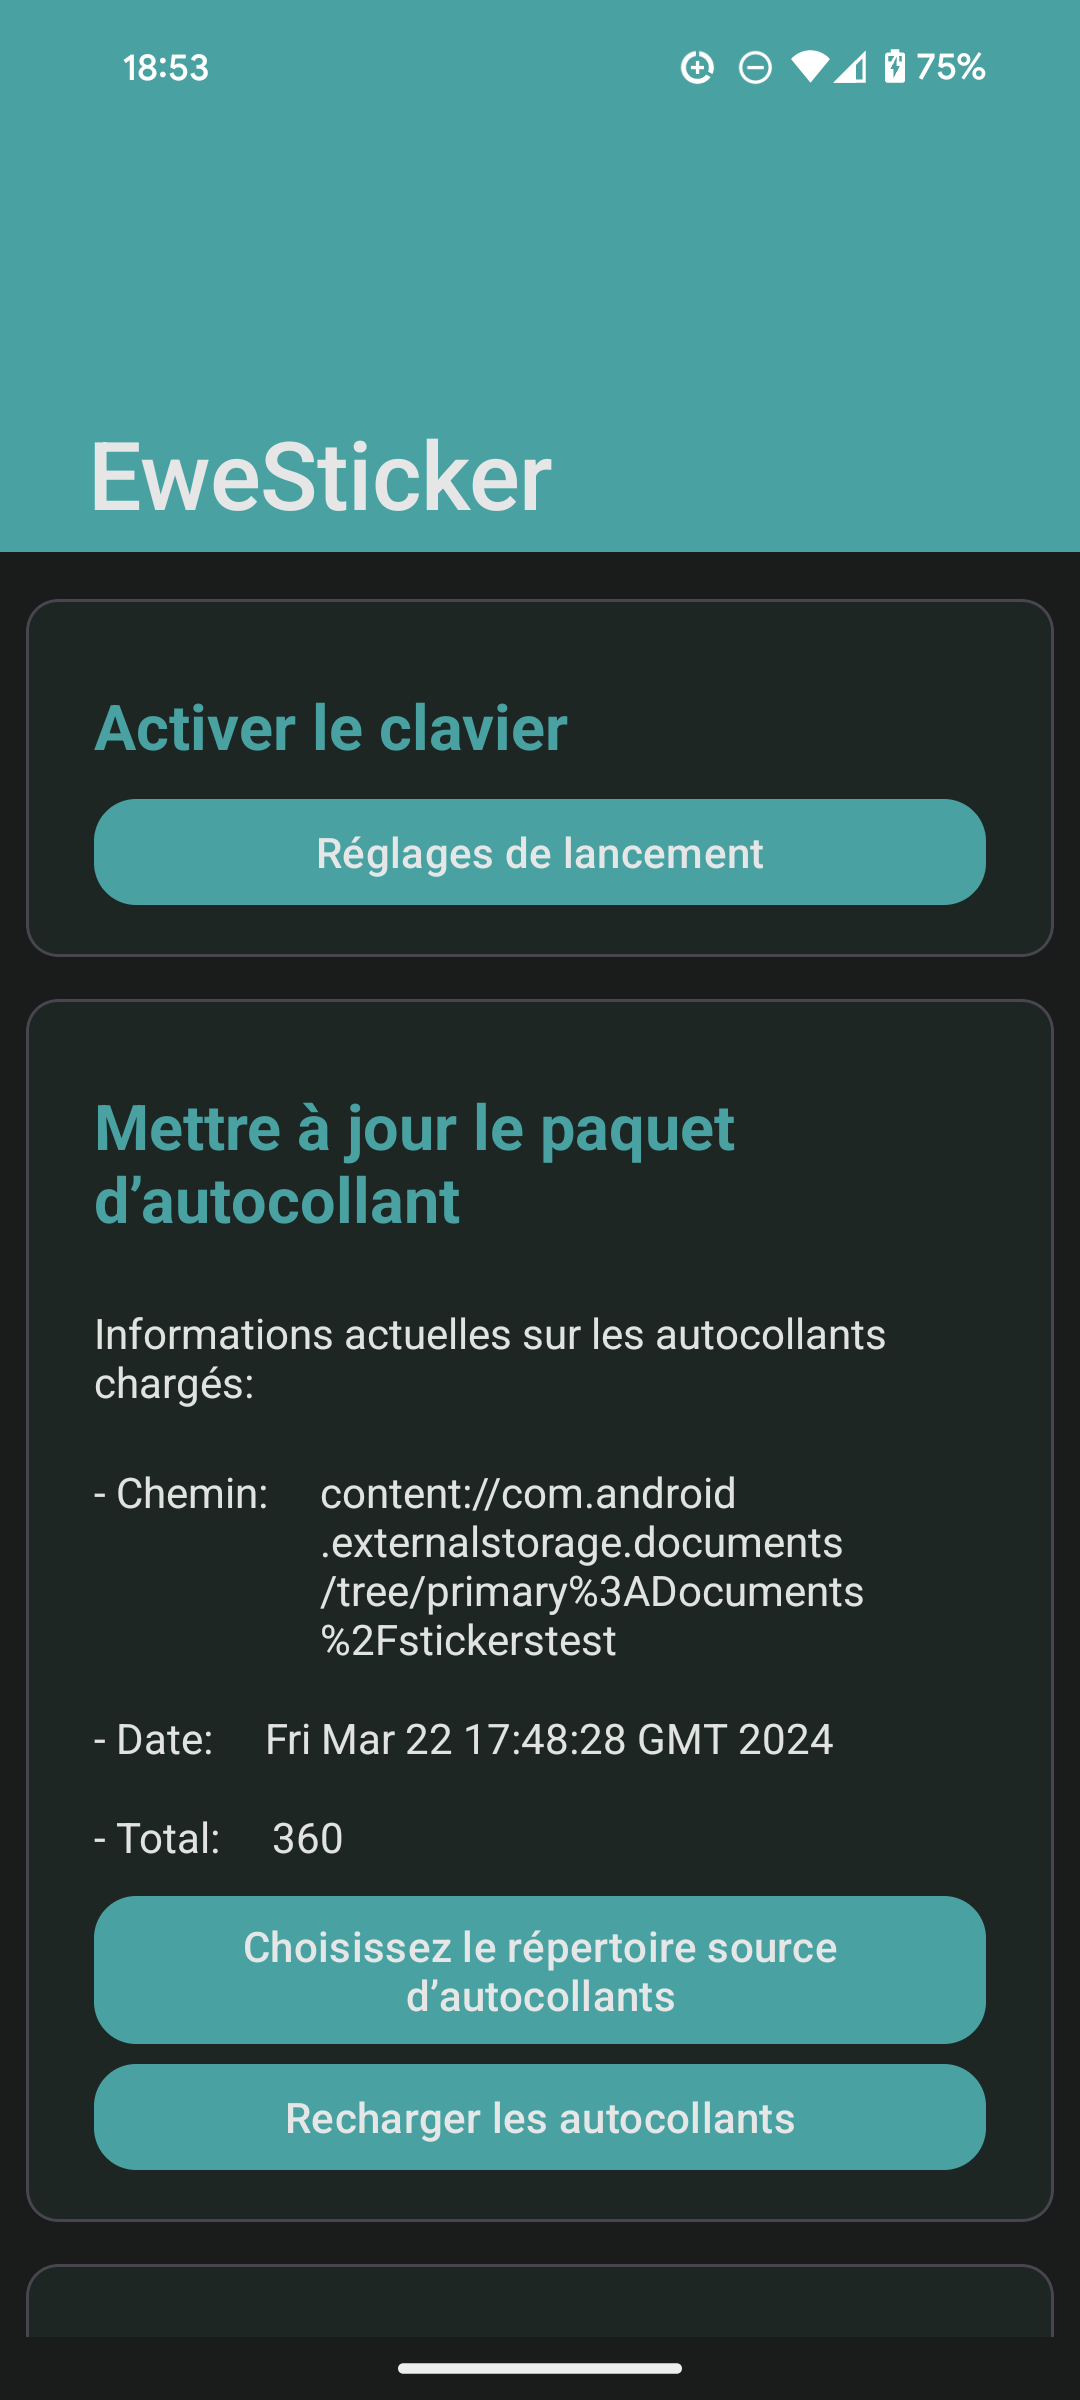 18:53
75%
EweSticker
Activer le clavier
Réglages de lancement
Mettre à jour le paquet
d’autocollant
Informations actuelles sur les autocollants
chargés:
- Chemin: content://com.android
.externalstorage.documents
/tree/primary%3ADocuments
%2Fstickerstest
- Date: Fri Mar 22 17:48:28 GMT 2024
- Total: 360
Choisissez le répertoire source
d’autocollants
Recharger les autocollants